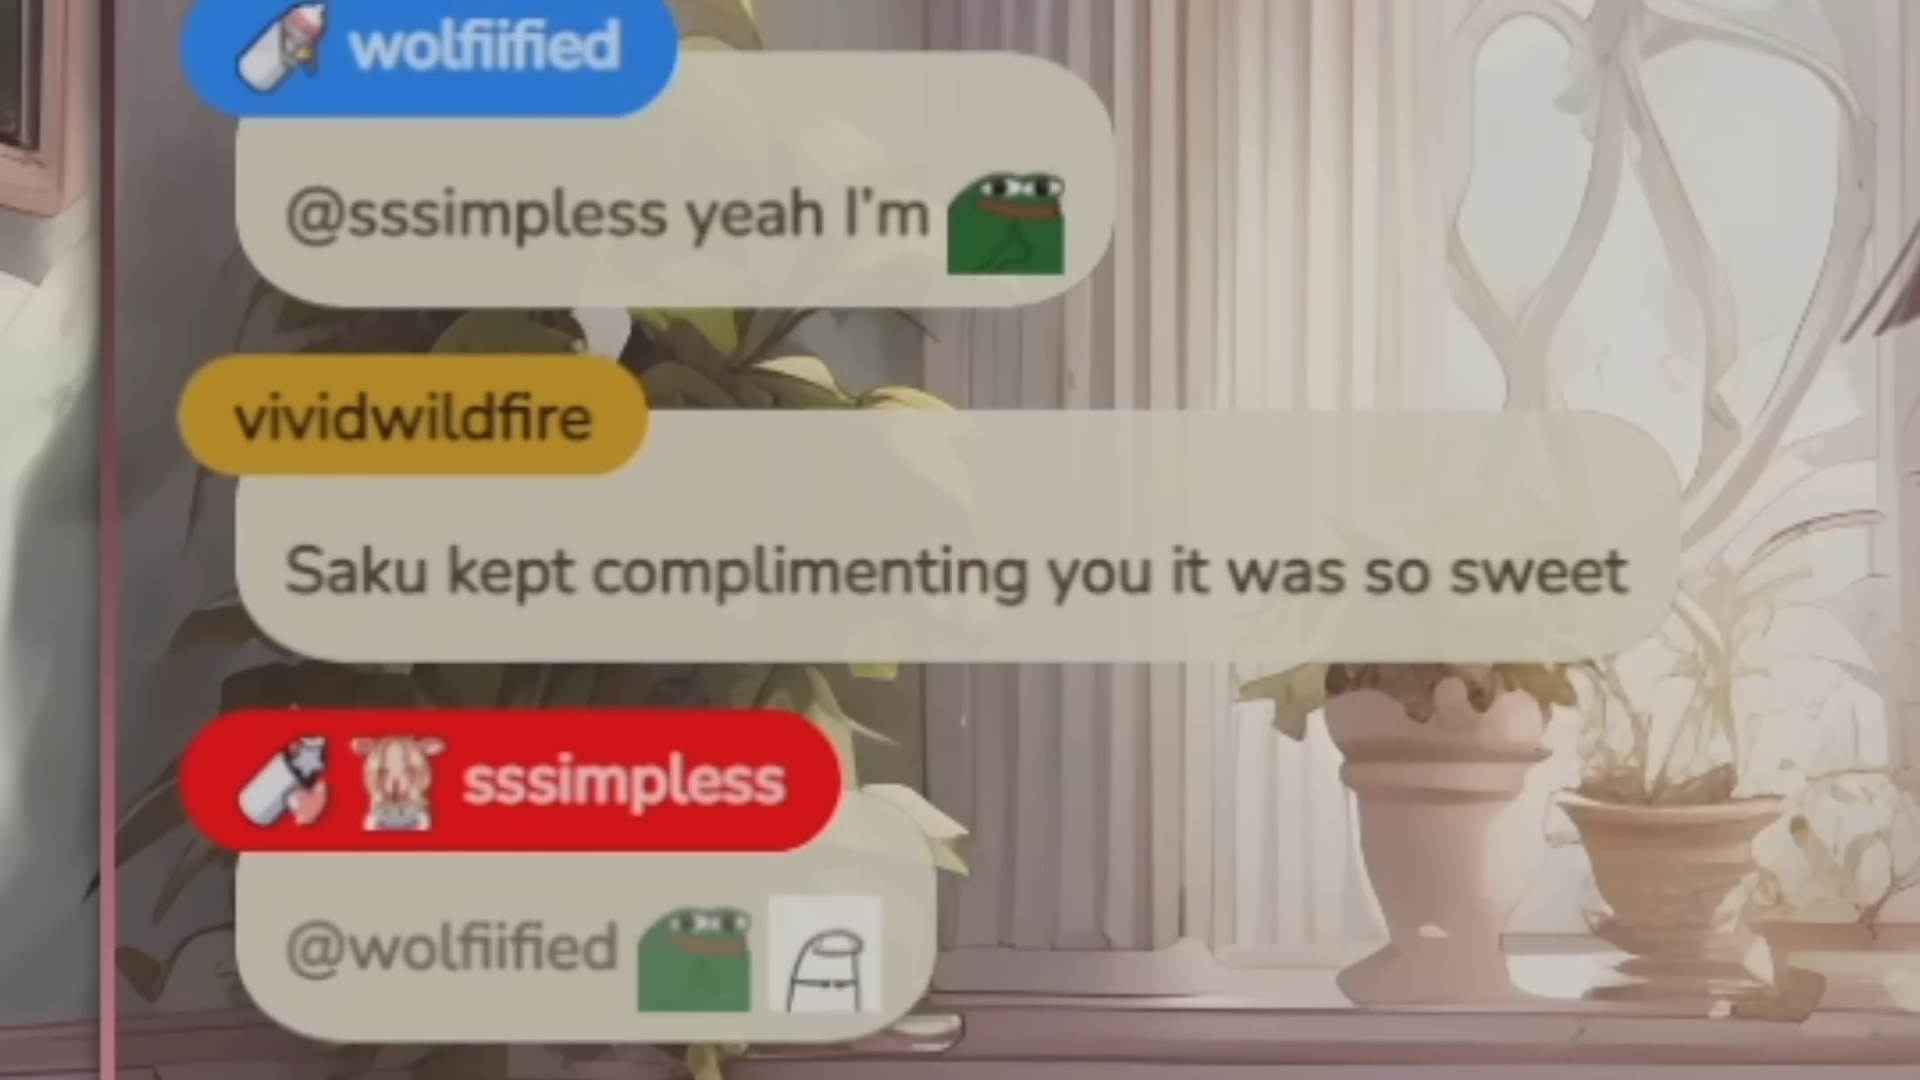 wolfiified
@sssimpless yeah I'm
vividwildfire
Saku kept complimenting you it was so sweet
sssimpless
@wolfiified